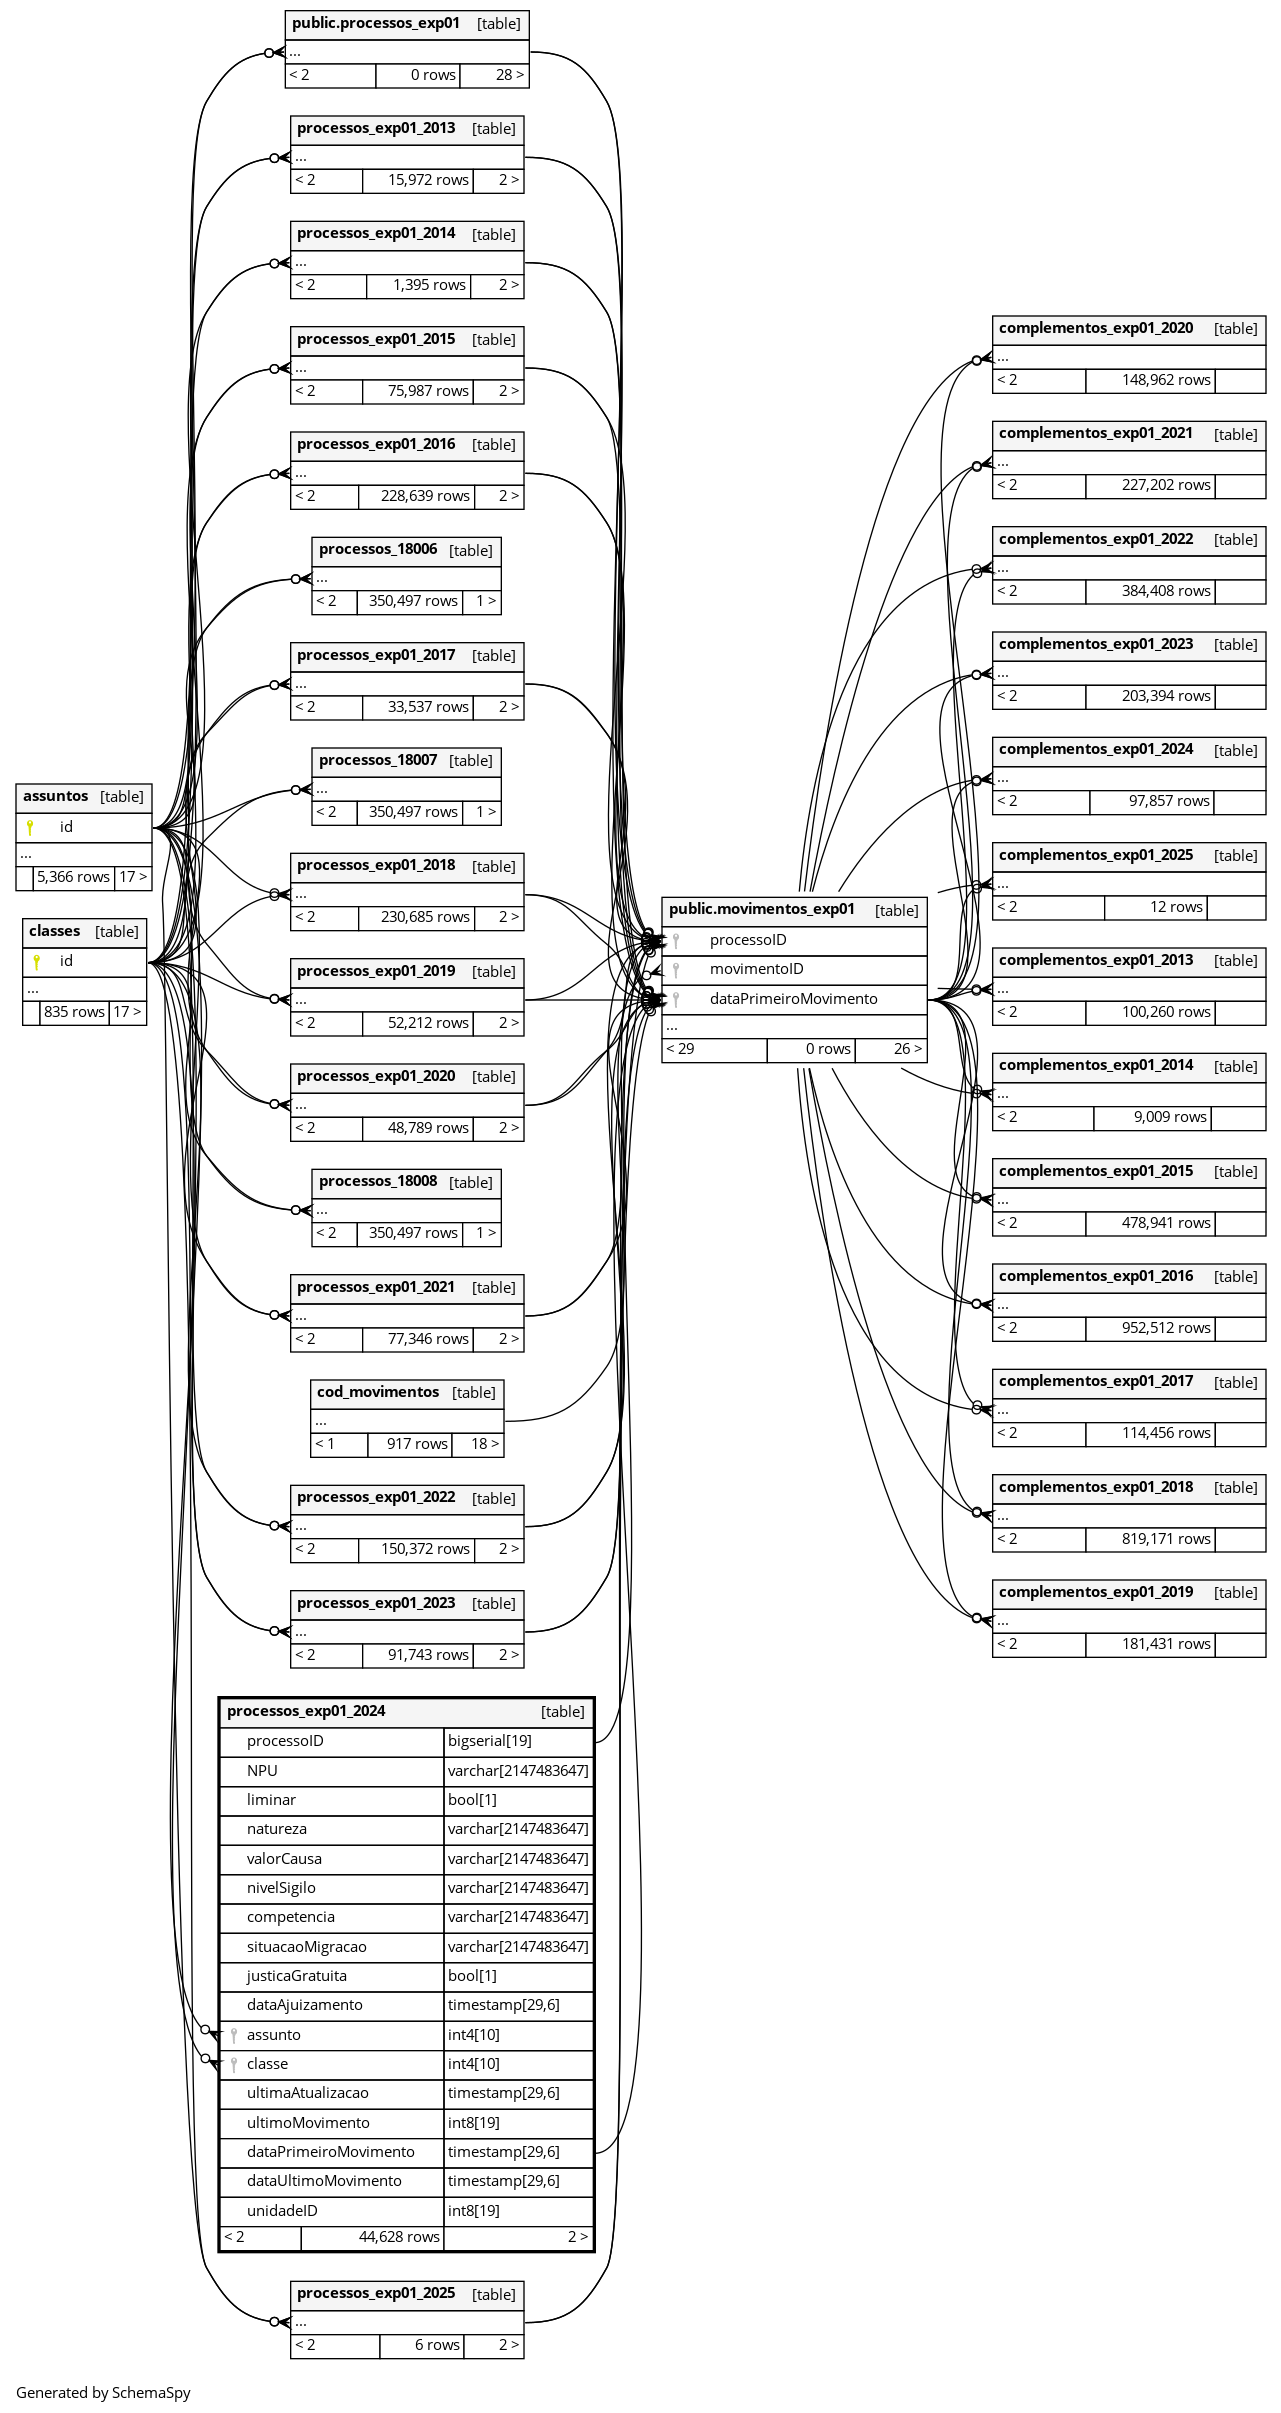 public.processos_exp01 [table]
...
< 2 0 rows 28 >
processos_exp01_2013 [table]
...
< 2 15,972 rows 2 >
processos_exp01_2014 [table]
...
< 2 1,395 rows 2 >
processos_exp01_2015 [table]
...
< 2 75,987 rows 2 >
processos_exp01_2016 [table]
...
< 2 228,639 rows 2 >
processos_18006 [table]
...
< 2 350,497 rows 1 >
processos_exp01_2017 [table]
...
< 2 33,537 rows 2 >
processos_18007 [table]
...
< 2 350,497 rows 1 >
assuntos [table]
id
...
5,366 rows 17 >
classes [table]
id
...
835 rows 17 >
processos_exp01_2018 [table]
...
< 2 230,685 rows 2 >
processos_exp01_2019 [table]
...
< 2 52,212 rows 2 >
processos_exp01_2020 [table]
...
< 2 48,789 rows 2 >
processos_18008 [table]
...
< 2 350,497 rows 1 >
processos_exp01_2021 [table]
...
< 2 77,346 rows 2 >
cod_movimentos [table]
...
< 1 917 rows 18 >
processos_exp01_2022 [table]
...
< 2 150,372 rows 2 >
processos_exp01_2023 [table]
...
< 2 91,743 rows 2 >
processos_exp01_2024 [table]
processoID bigserial[19]
NPU varchar[2147483647]
liminar bool[1]
natureza varchar[2147483647]
valorCausa varchar[2147483647]
nivelSigilo varchar[2147483647]
competencia varchar[2147483647]
situacaoMigracao varchar[2147483647]
justicaGratuita bool[1]
dataAjuizamento timestamp[29,6]
assunto int4[10]
classe int4[10]
ultimaAtualizacao timestamp[29,6]
ultimoMovimento int8[19]
dataPrimeiroMovimento timestamp[29,6]
dataUltimoMovimento timestamp[29,6]
unidadeID int8[19]
< 2 44,628 rows 2 >
processos_exp01_2025 [table]
...
< 2 6 rows 2 >
public.movimentos_exp01 [table]
processoID
movimentoID
dataPrimeiroMovimento
...
< 29 0 rows 26 >
complementos_exp01_2020 [table]
...
< 2 148,962 rows
complementos_exp01_2021 [table]
...
< 2 227,202 rows
complementos_exp01_2022 [table]
...
< 2 384,408 rows
complementos_exp01_2023 [table]
...
< 2 203,394 rows
complementos_exp01_2024 [table]
...
< 2 97,857 rows
complementos_exp01_2025 [table]
...
< 2 12 rows
complementos_exp01_2013 [table]
...
< 2 100,260 rows
complementos_exp01_2014 [table]
...
< 2 9,009 rows
complementos_exp01_2015 [table]
...
< 2 478,941 rows
complementos_exp01_2016 [table]
...
< 2 952,512 rows
complementos_exp01_2017 [table]
...
< 2 114,456 rows
complementos_exp01_2018 [table]
...
< 2 819,171 rows
complementos_exp01_2019 [table]
...
< 2 181,431 rows
Generated by SchemaSpy